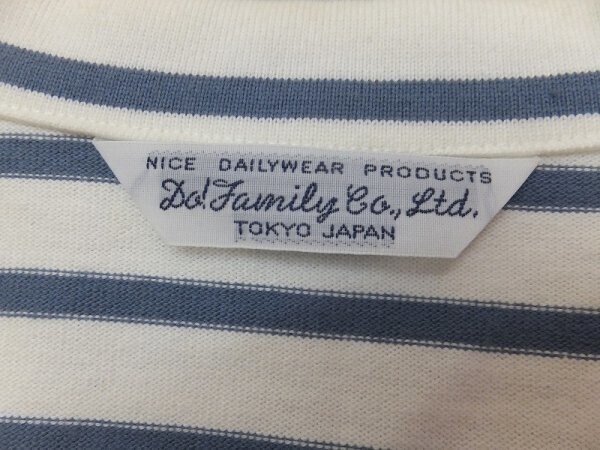 NICE DAILYWEAR PRODUCTS
Do! Family Co., Ltd.
TOKYO JAPAN